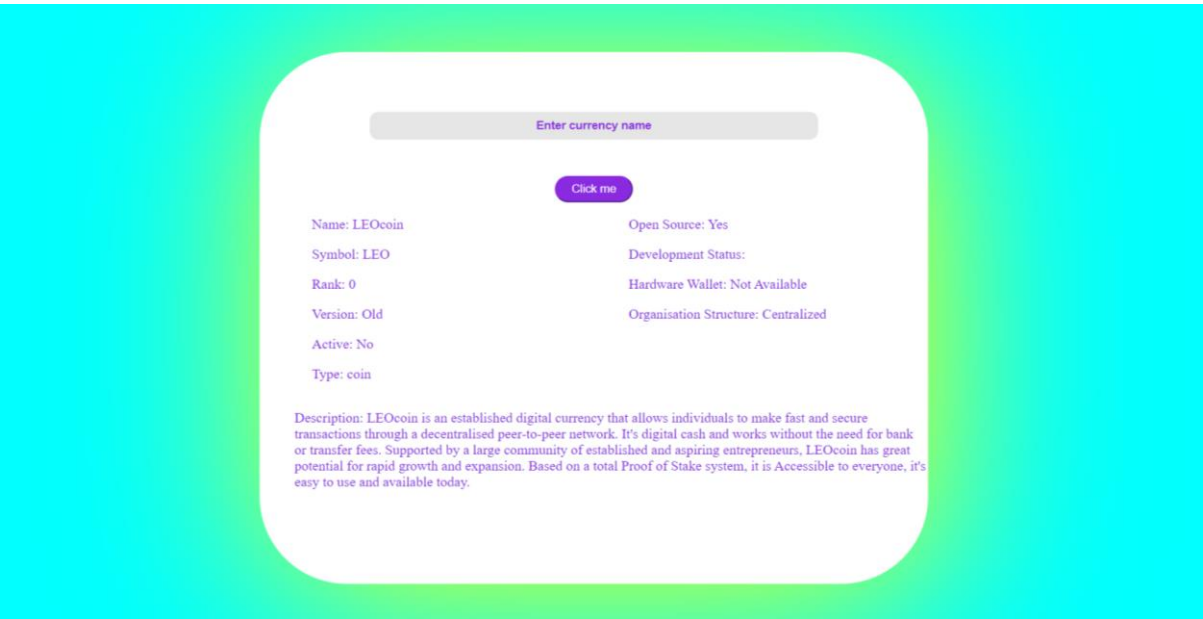 Enter currency name
Click me
Name: LEOcoin
Symbol: LEO
Rank: 0
Version: Old
Active: No
Type: coin
Open Source: Yes
Development Status:
Hardware Wallet: Not Available
Organisation Structure: Centralized
Description: LEOcoin is an established digital currency that allows individuals to make fast and secure
transactions through a decentralised peer-to-peer network. It's digital cash and works without the need for bank
or transfer fees. Supported by a large community of established and aspiring entrepreneurs, LEOcoin has great
potential for rapid growth and expansion. Based on a total Proof of Stake system, it is Accessible to everyone, it's
easy to use and available today.